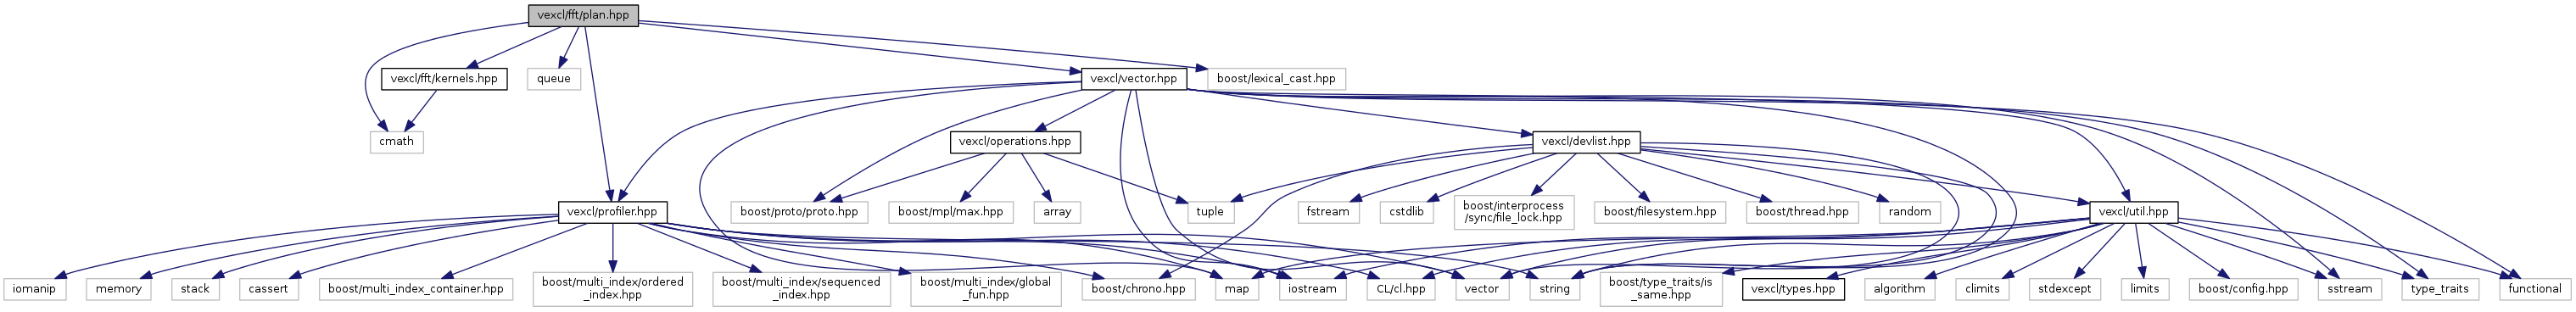 vexcl/fft/plan.hpp
vexcl/fft/kernels.hpp
queue
vexcl/vector.hpp
boost/lexical_cast.hpp
cmath
vexcl/operations.hpp
vexcl/devlist.hpp
vexcl/profiler.hpp
boost/proto/proto.hpp
boost/mpl/max.hpp
array
tuple
fstream
cstdlib
boost/interprocess
/sync/file_lock.hpp
boost/filesystem.hpp
boost/thread.hpp
random
vexcl/util.hpp
iomanip
memory
stack
cassert
boost/multi_index_container.hpp
boost/multi_index/ordered
_index.hpp
boost/multi_index/sequenced
_index.hpp
boost/multi_index/global
_fun.hpp
boost/chrono.hpp
map
iostream
CL/cl.hpp
vector
string
boost/type_traits/is
_same.hpp
vexcl/types.hpp
algorithm
climits
stdexcept
limits
boost/config.hpp
sstream
type_traits
functional